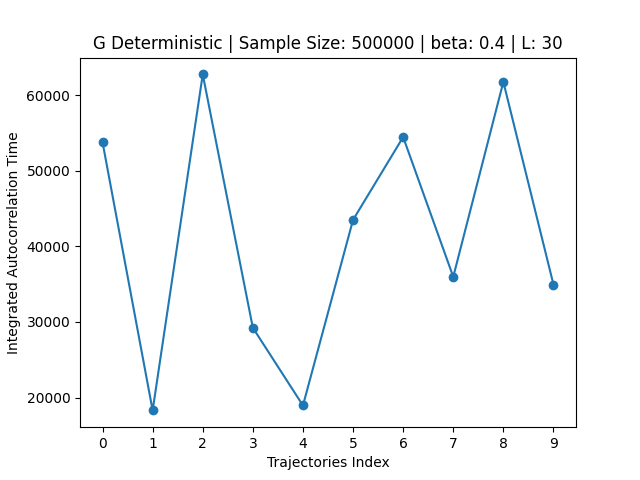 G Deterministic | Sample Size: 500000 | beta: 0.4 | L: 30
Integrated Autocorrelation Time
60000
50000
40000
30000
20000
0 1 2 3 4 5 6 7 8 9
Trajectories Index